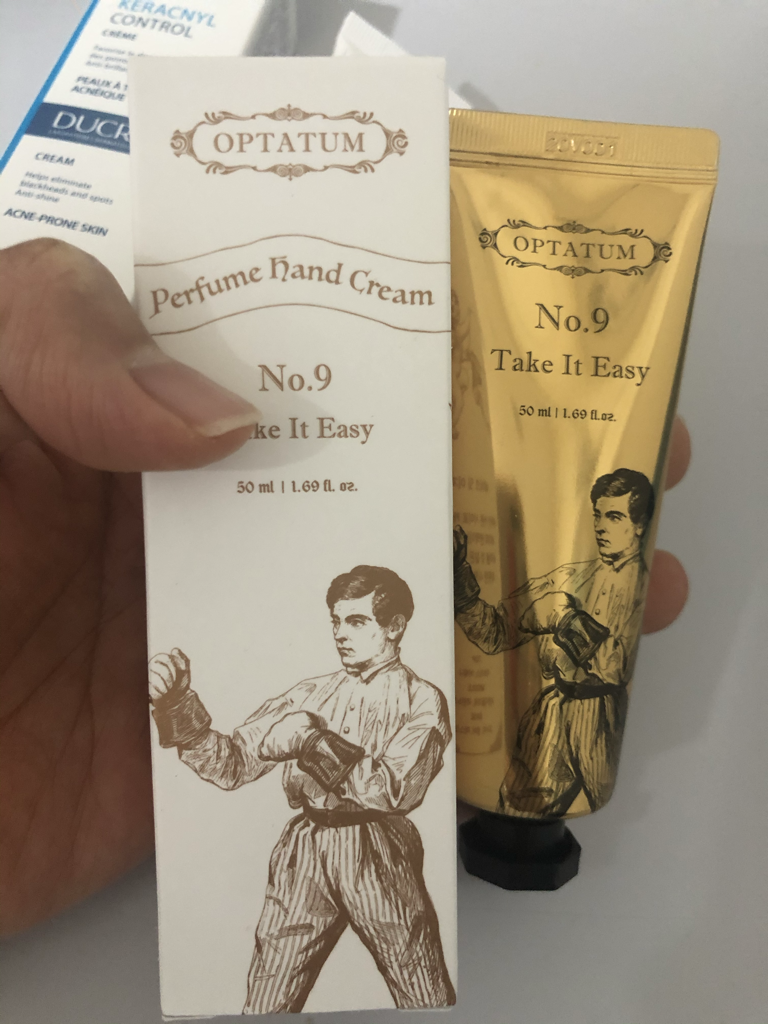 KERACNYL
CONTROL
CRÈME
PEAUX À
ACNÉIQUE
DUCR
CREAM
Helps eliminate
blackheads and spots
Anti-shine
ACNE-PRONE SKIN
OPTATUM
Perfume Hand Cream
No.9
ke It Easy
50 ml | 1.69 fl. oz.
OPTATUM
No.9
Take It Easy
50 ml | 1.69 fl.oz.